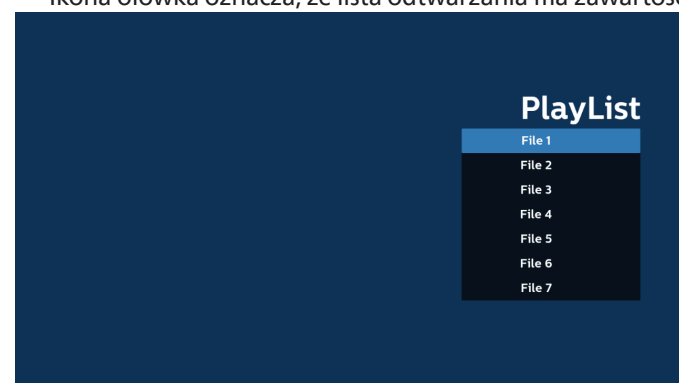 Ikona ołówka oznacza, że lista odtwarzania ma zawartość
PlayList
File 1
File 2
File 3
File 4
File 5
File 6
File 7